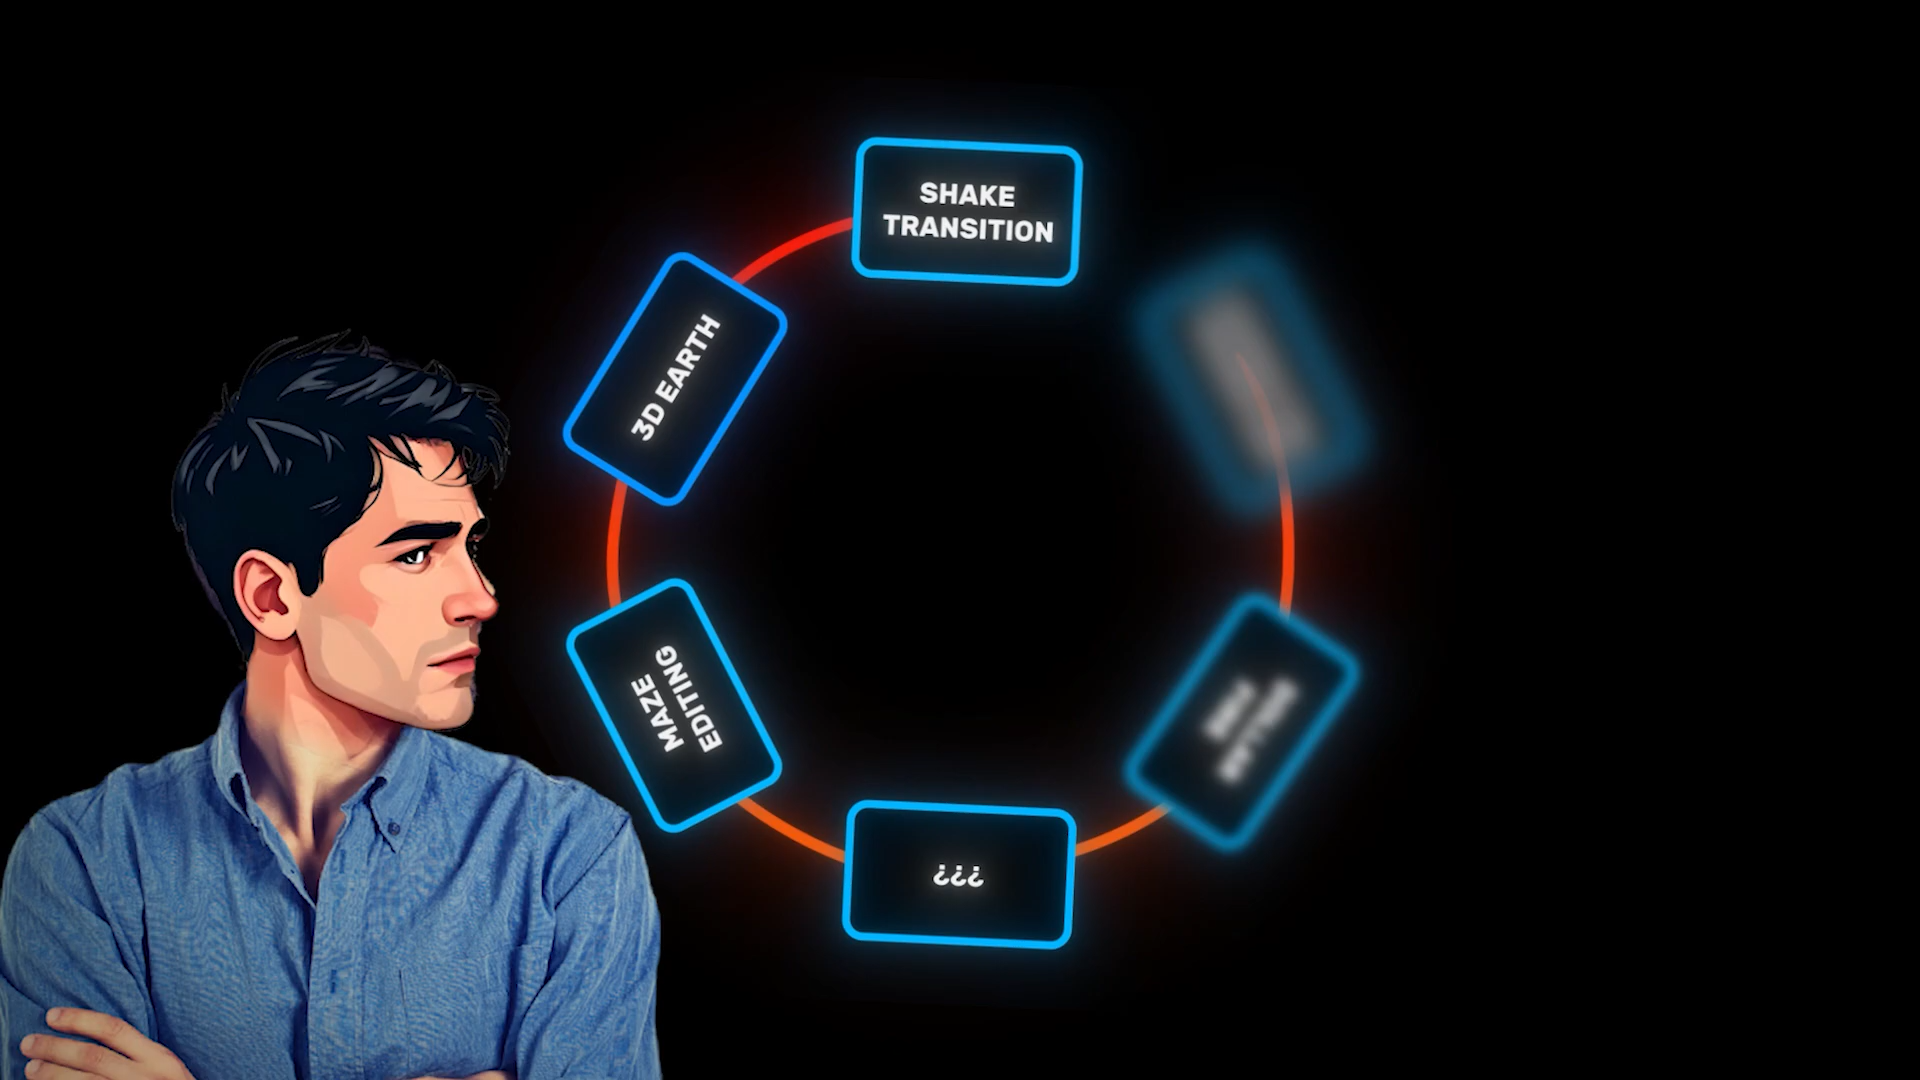 SHAKE
TRANSITION
3D EARTH
MAZE
EDITING
¿¿¿